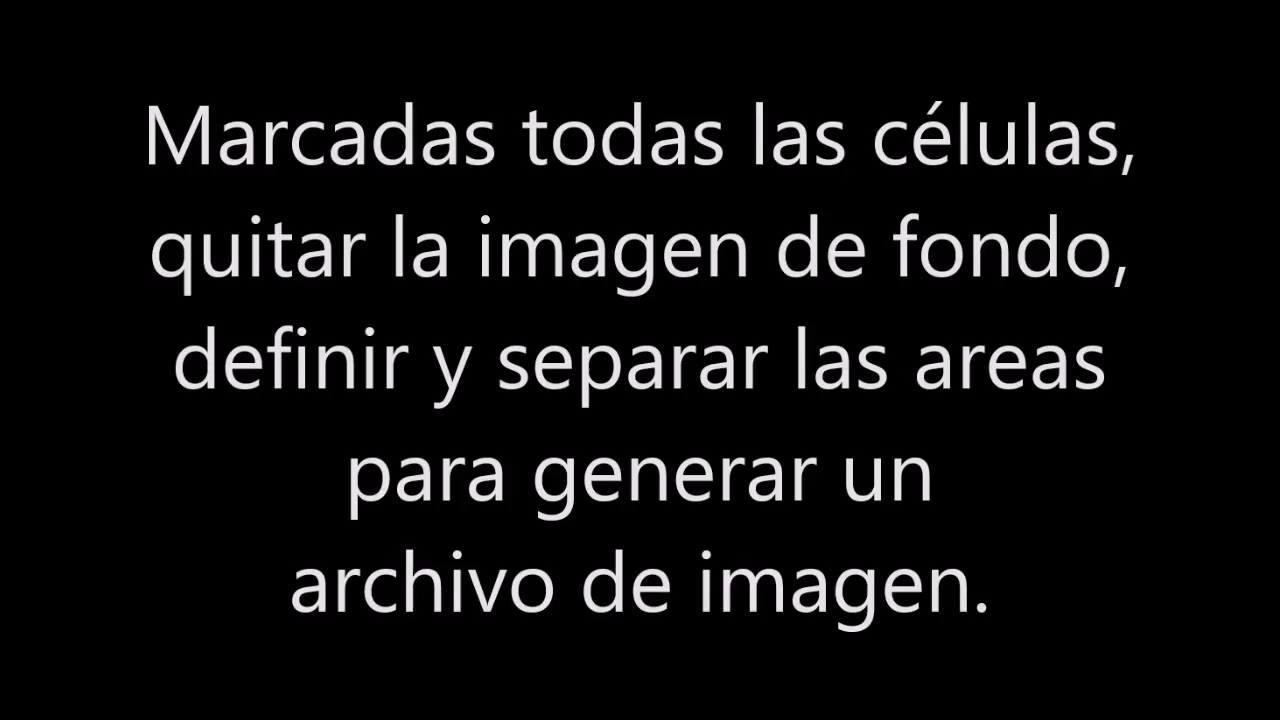 Marcadas todas las células,
quitar la imagen de fondo,
definir y separar las areas
para generar un
archivo de imagen.